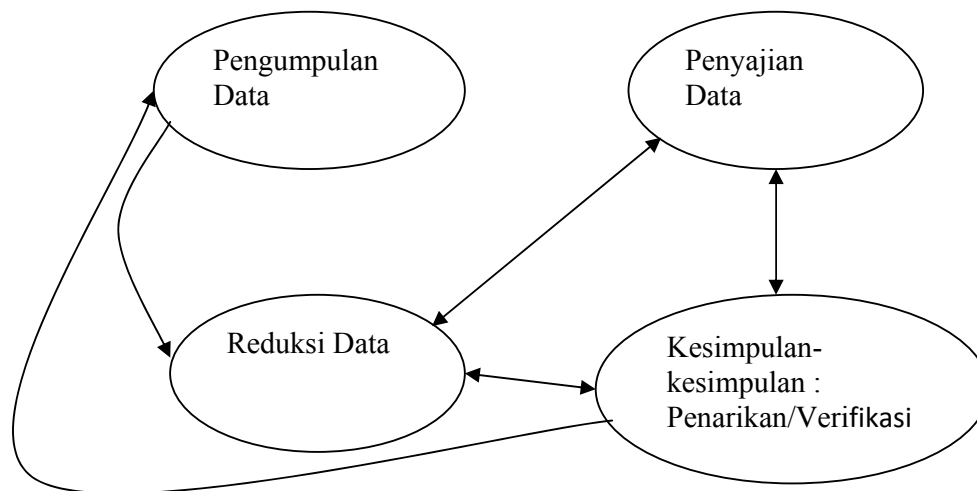 Pengumpulan
Data
Penyajian
Data
Reduksi Data
Kesimpulan-
kesimpulan :
Penarikan/Verifikasi